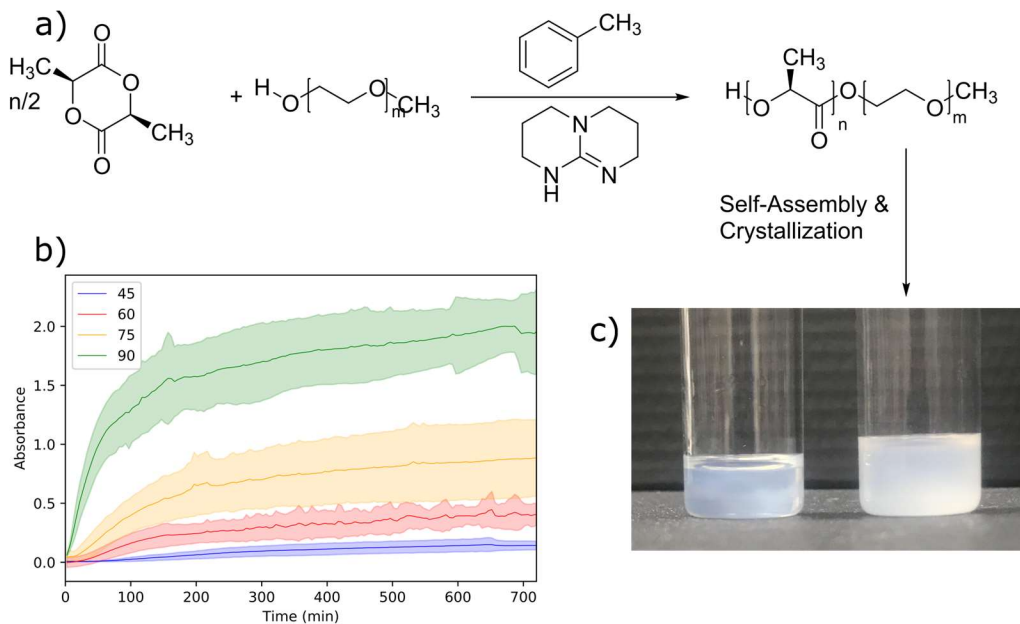 a)
O
H₃C
O
n/2
O
CH₃
O
+
H
O
O
m
CH₃
CH₃
N
N
H
N
CH₃
H
O
O
O
n
O
m
CH₃
Self-Assembly &
Crystallization
b)
45
60
75
90
2.0
1.5
1.0
0.5
0.0
Absorbance
0 100 200 300 400 500 600 700
Time (min)
c)